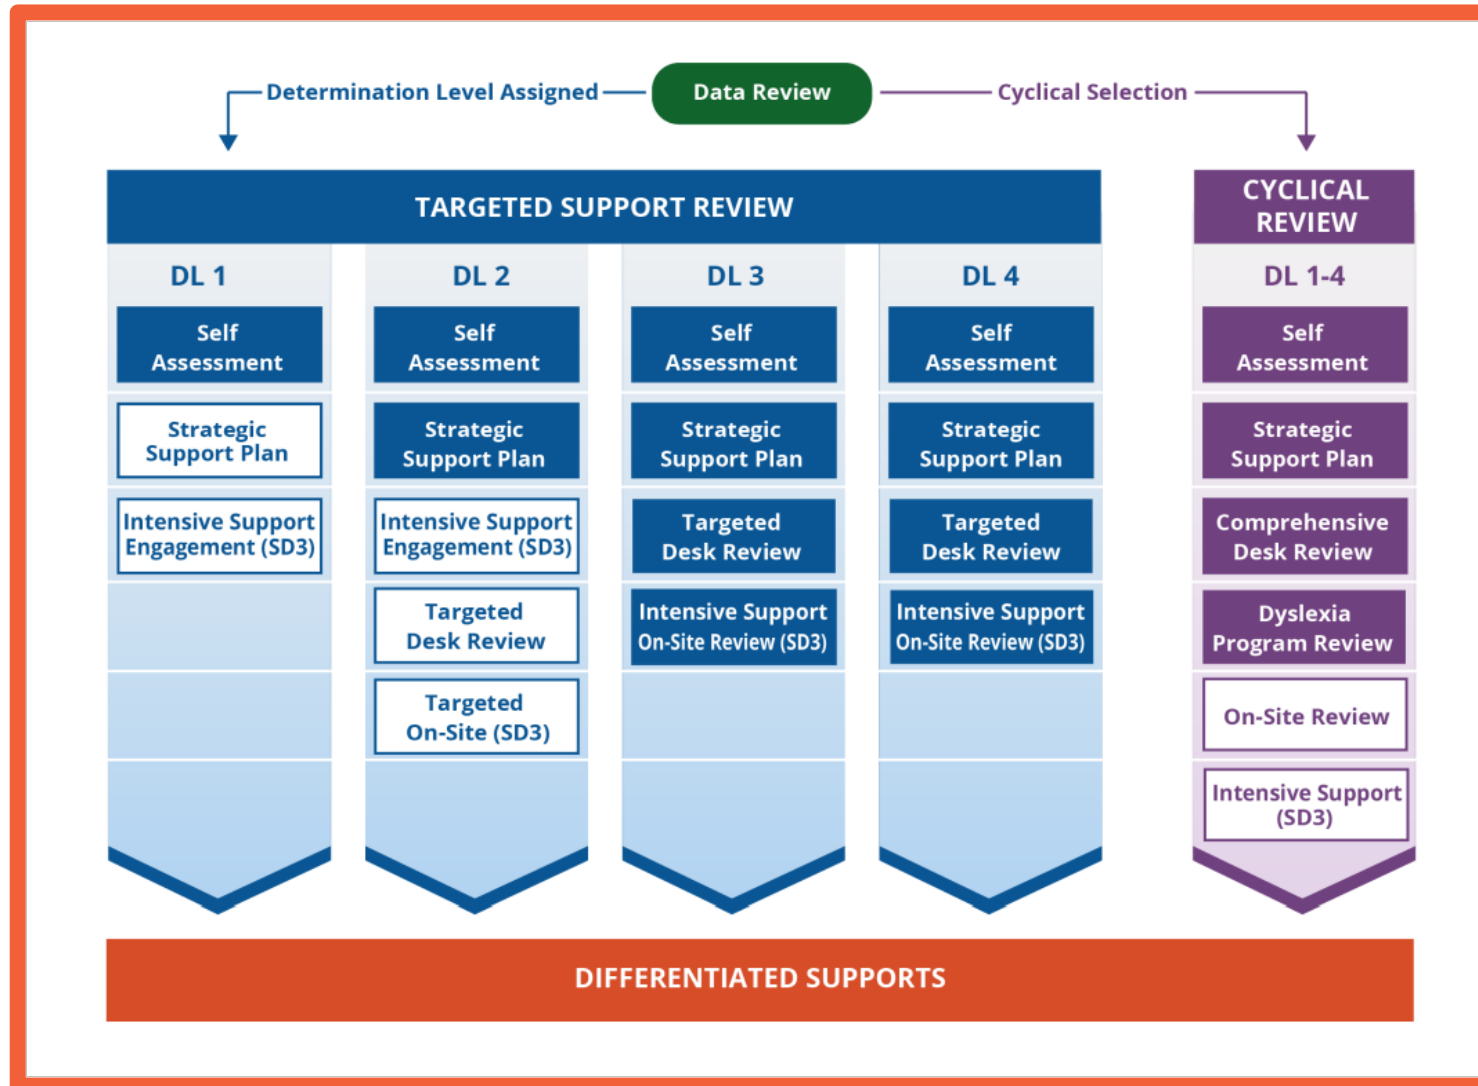 Determination Level Assigned
Data Review
Cyclical Selection
TARGETED SUPPORT REVIEW
DL 1
Self
Assessment
Strategic
Support Plan
Intensive Support
Engagement (SD3)
DL 2
Self
Assessment
Strategic
Support Plan
Intensive Support
Engagement (SD3)
Targeted
Desk Review
Targeted
On-Site (SD3)
DL 3
Self
Assessment
Strategic
Support Plan
Targeted
Desk Review
Intensive Support
On-Site Review (SD3)
DL 4
Self
Assessment
Strategic
Support Plan
Targeted
Desk Review
Intensive Support
On-Site Review (SD3)
CYCLICAL
REVIEW
DL 1-4
Self
Assessment
Strategic
Support Plan
Comprehensive
Desk Review
Dyslexia
Program Review
On-Site Review
Intensive Support
(SD3)
DIFFERENTIATED SUPPORTS